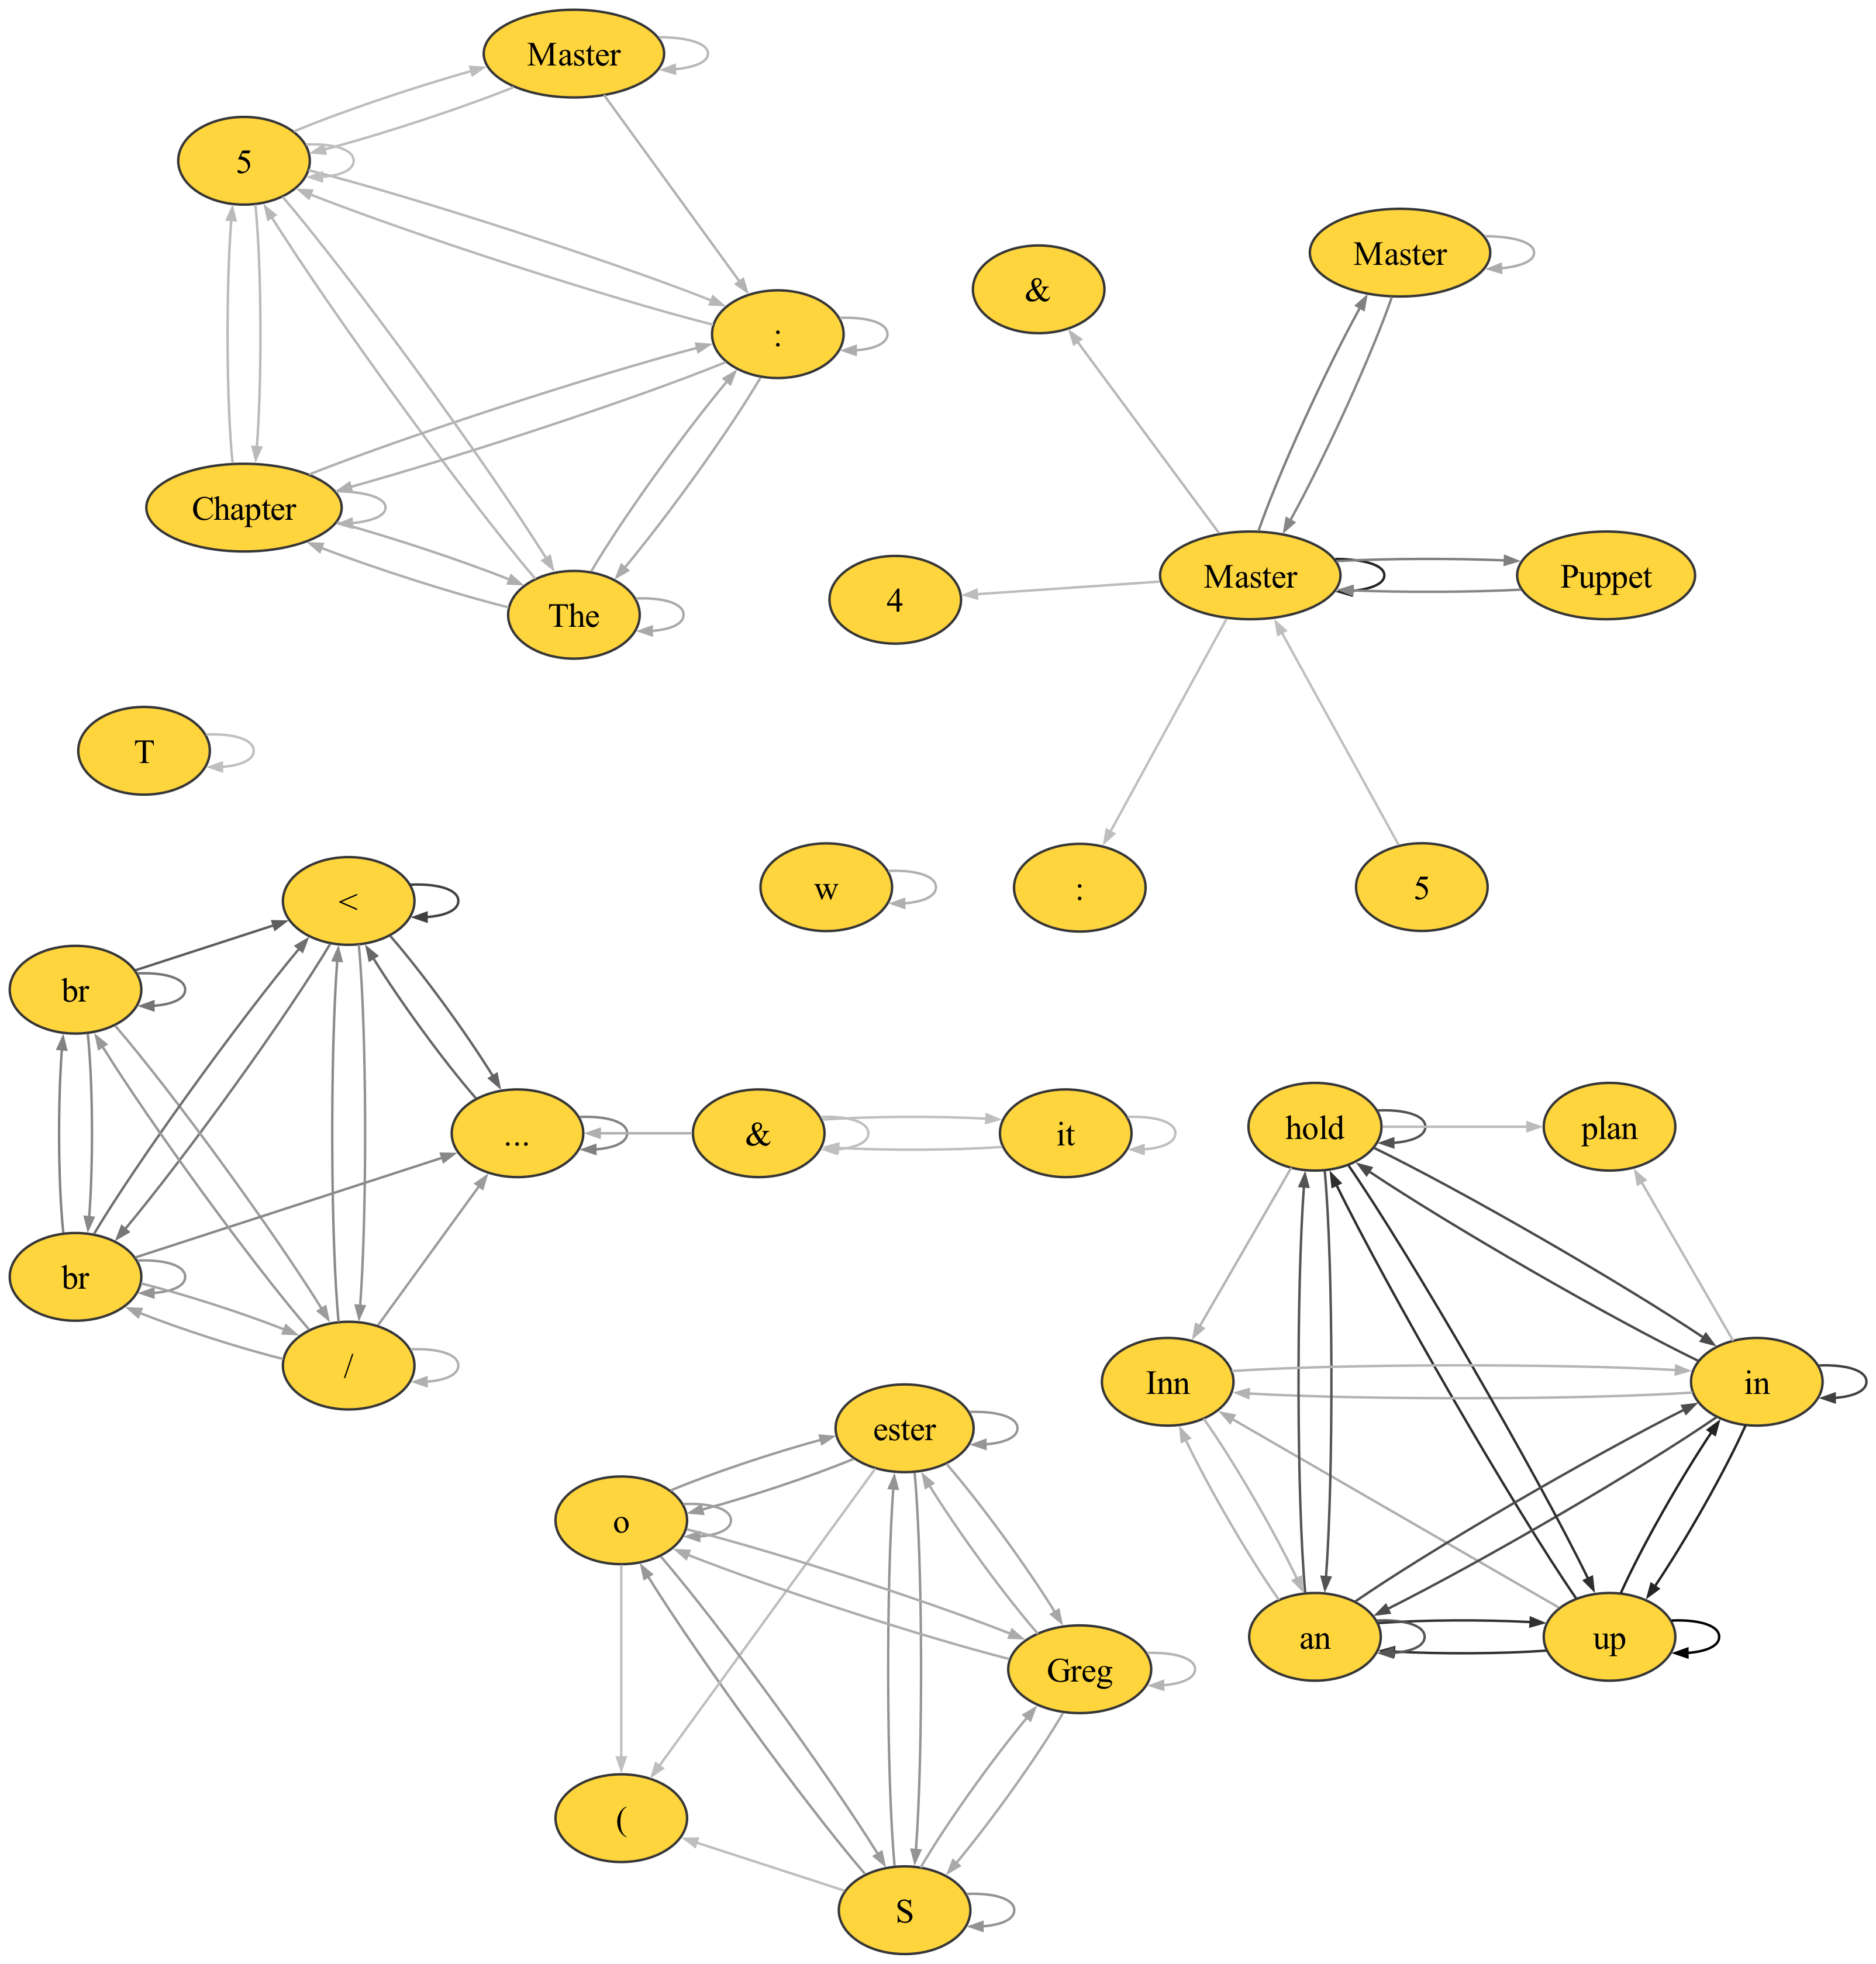 Master
5
:
Chapter
The
Master
&
Master
Puppet
4
:
5
T
w
<
br
...
br
/
&
it
hold
plan
Inn
in
an
up
ester
o
Greg
(
S